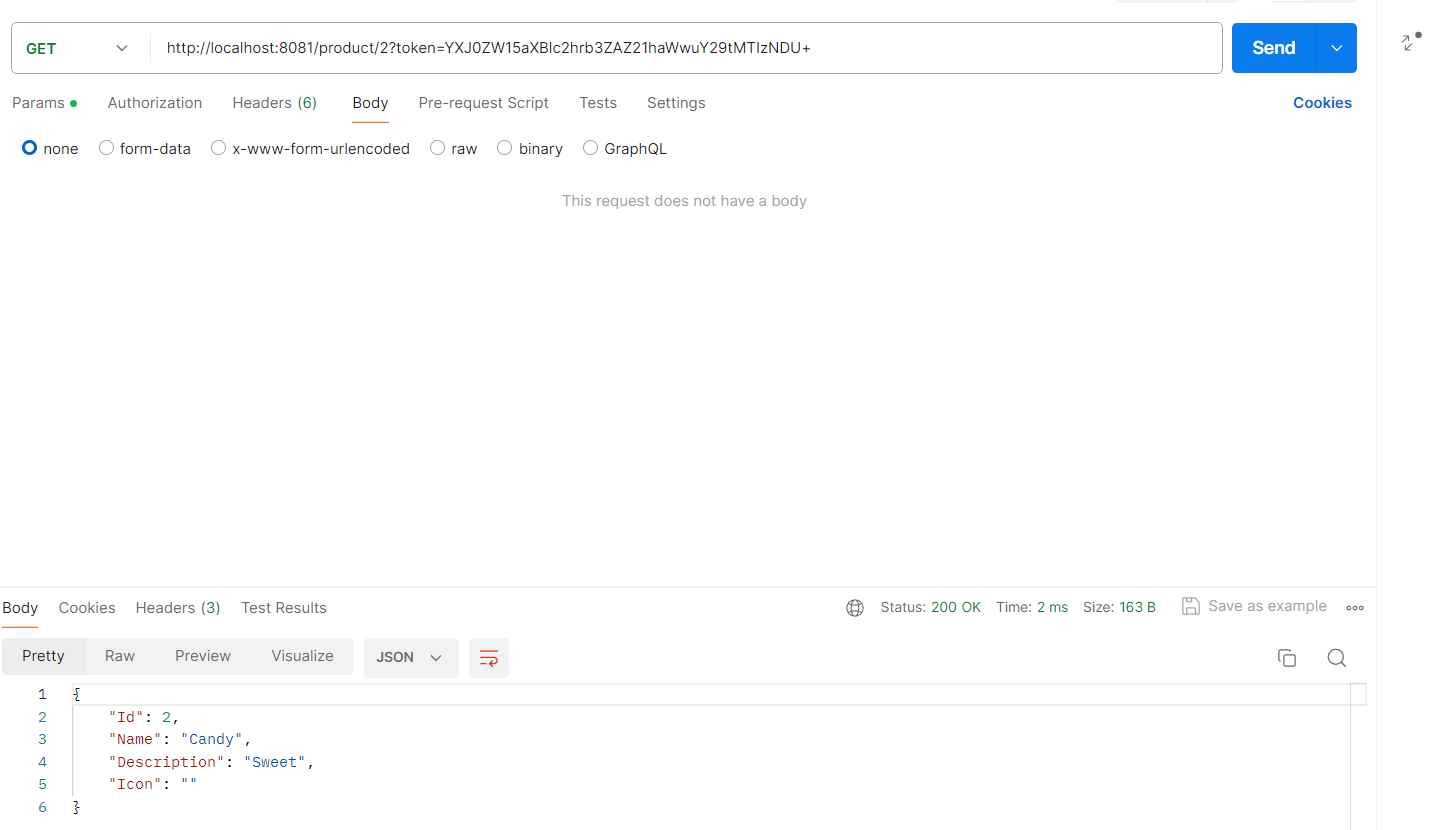 GET http://localhost:8081/product/2?token=YXJ0ZW15aXBlc2hrb3ZAZ21haWwuY29tMTIzNDU+ Send
Params Authorization Headers (6) Body Pre-request Script Tests Settings Cookies
none form-data x-www-form-urlencoded raw binary GraphQL
This request does not have a body
Body Cookies Headers (3) Test Results Status: 200 OK Time: 2 ms Size: 163 B Save as example
Pretty Raw Preview Visualize JSON
1 {
2 "Id": 2,
3 "Name": "Candy",
4 "Description": "Sweet",
5 "Icon": ""
6 }